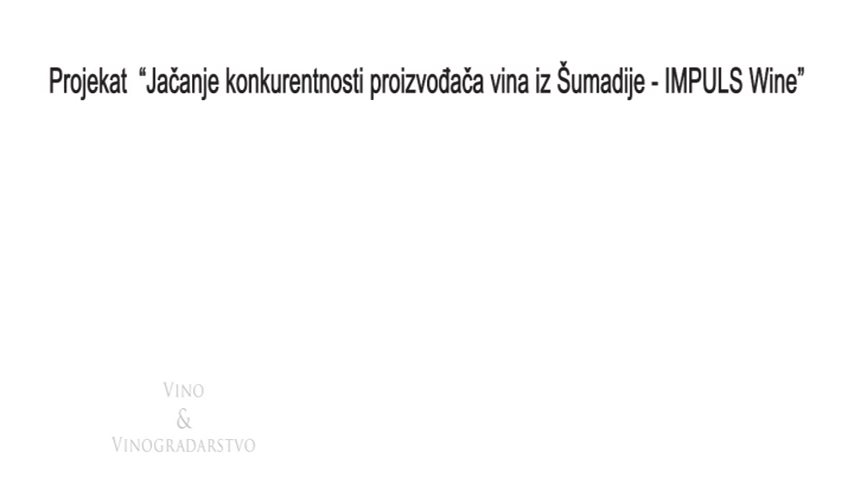 Projekat “Jačanje konkurentnosti proizvođača vina iz Šumadije - IMPULS Wine”
Vino
&
Vinogradarstvo